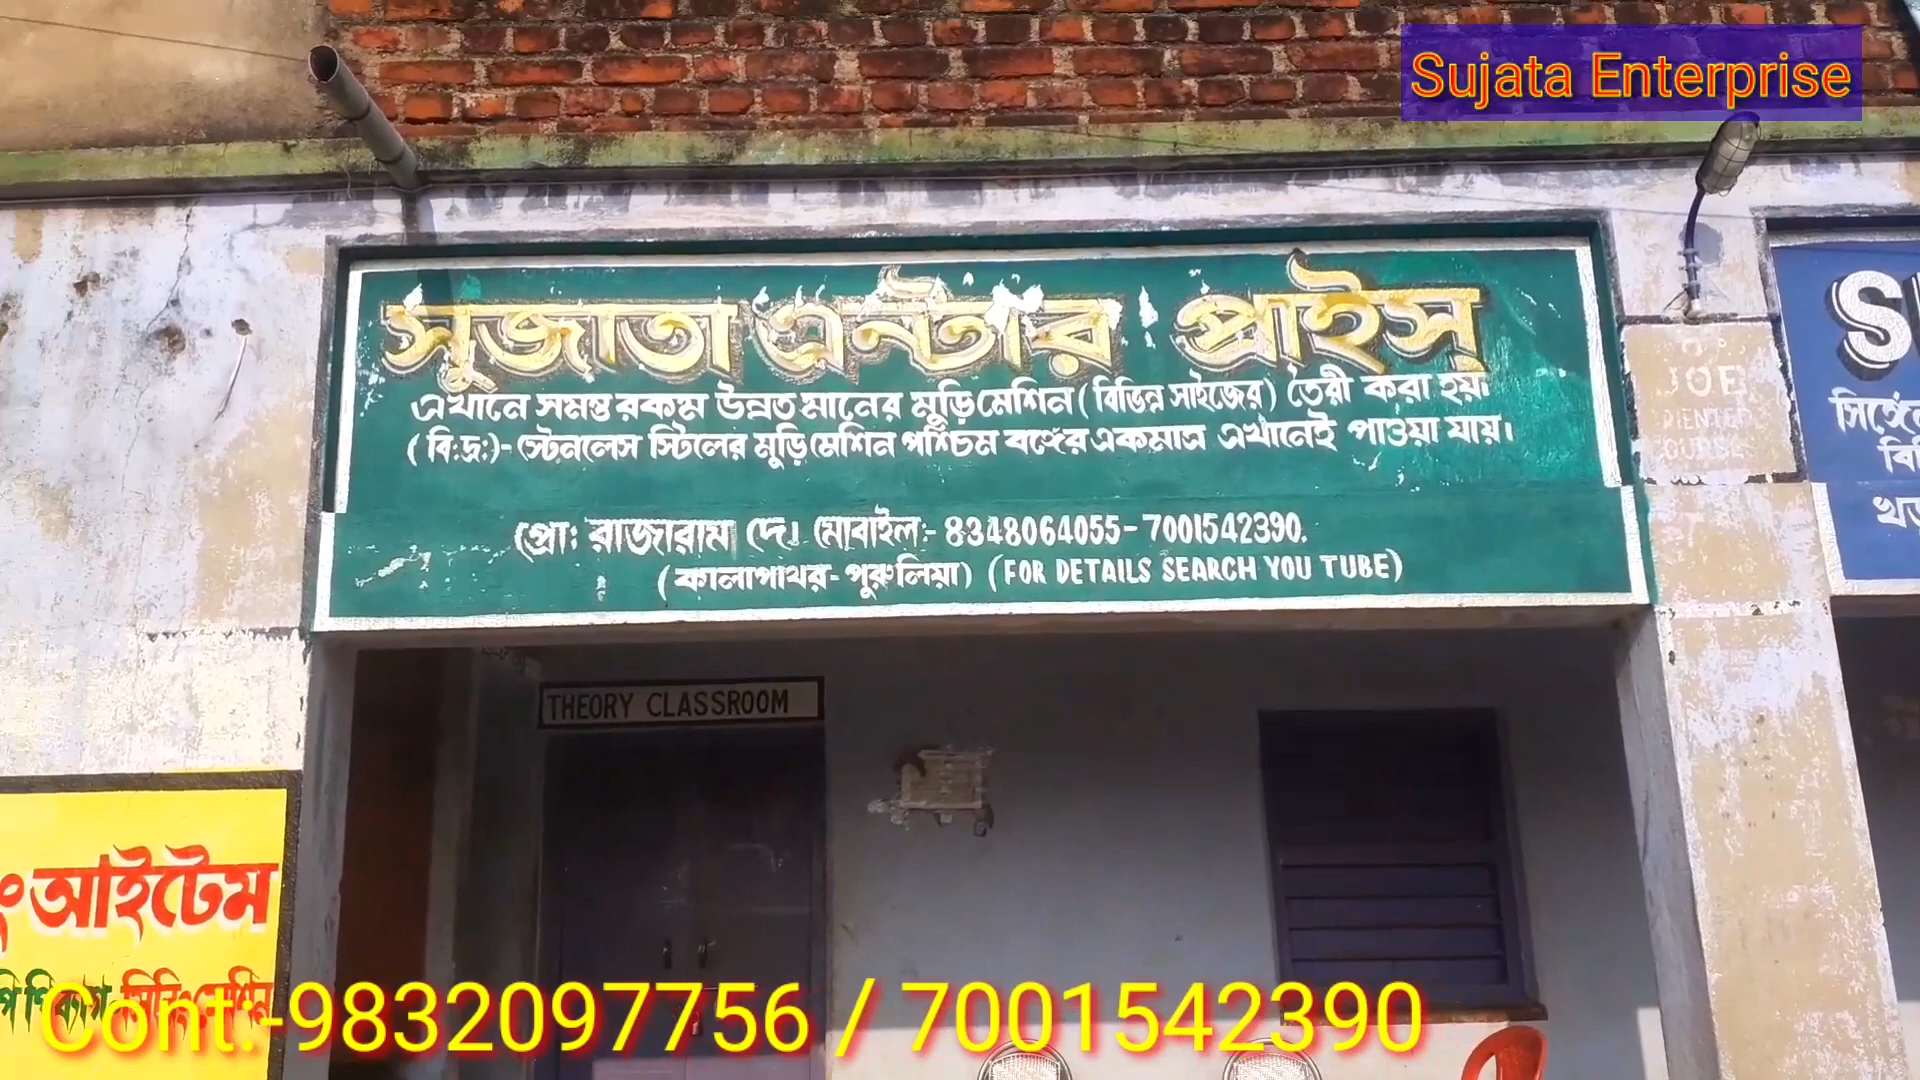 Sujata Enterprise
সুজাতা এন্টার প্রাইস
এখানে সমস্ত রকম উন্নত মানের মুড়ি মেশিন (বিভিন্ন সাইজের) তৈরী করা হয়।
(বি:দ্র:)- স্টেনলেস স্টিলের মুড়ি মেশিন পশ্চিম বঙ্গের একমাত্র এখানেই পাওয়া যায়।
প্রো: রাজারাম দে। মোবাইল:- 8348064055 - 7001542390.
(কালাপাথর - পুরুলিয়া) (FOR DETAILS SEARCH YOU TUBE)
THEORY CLASSROOM
JOB
আইটেম
Cont.-9832097756 / 7001542390